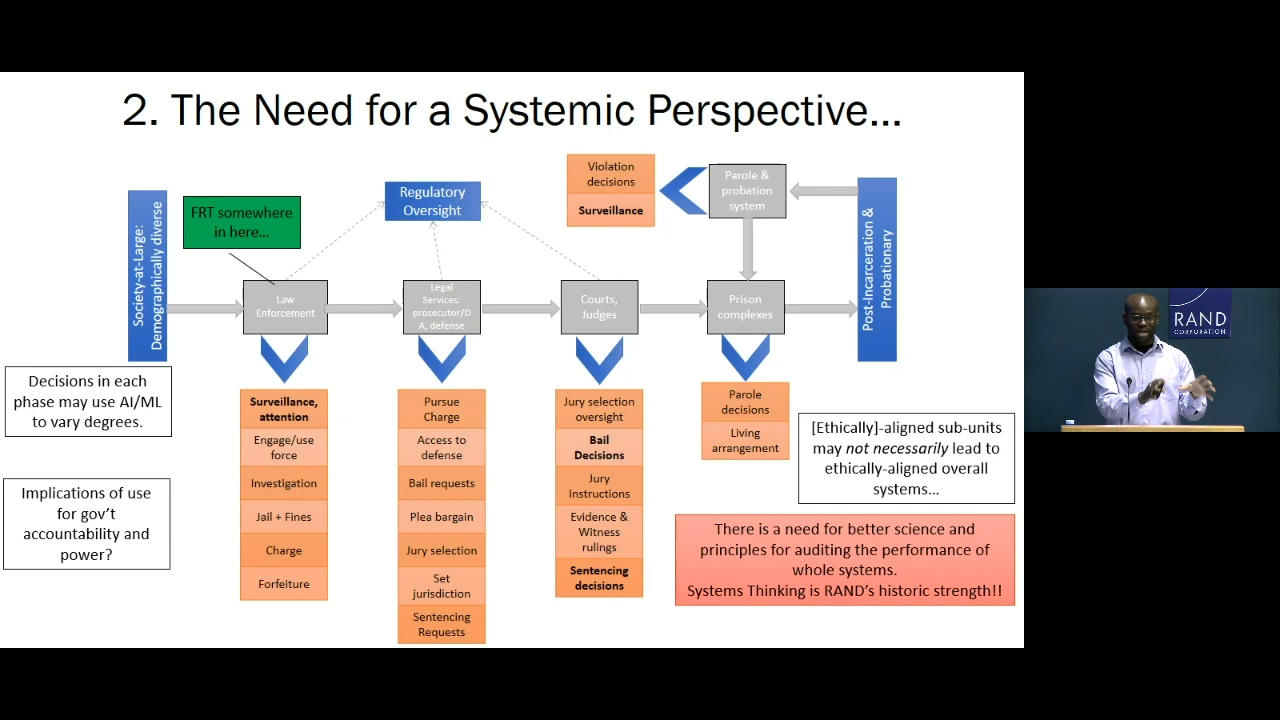 2. The Need for a Systemic Perspective...
Society-at-Large:
Demographically diverse
FRT somewhere
in here...
Regulatory
Oversight
Violation
decisions
Surveillance
Parole &
probation
system
Post-Incarceration &
Probationary
Law
Enforcement
Legal
Services:
prosecutor/D
A, defense
Courts,
Judges
Prison
complexes
Decisions in each
phase may use AI/ML
to vary degrees.
Implications of use
for gov't
accountability and
power?
Surveillance,
attention
Engage/use
force
Investigation
Jail + Fines
Charge
Forfeiture
Pursue
Charge
Access to
defense
Bail requests
Plea bargain
Jury selection
Set
jurisdiction
Sentencing
Requests
Jury selection
oversight
Bail
Decisions
Jury
Instructions
Evidence &
Witness
rulings
Sentencing
decisions
Parole
decisions
Living
arrangement
[Ethically]-aligned sub-units
may not necessarily lead to
ethically-aligned overall
systems...
There is a need for better science and
principles for auditing the performance of
whole systems.
Systems Thinking is RAND's historic strength!!
RAND
CORPORATION